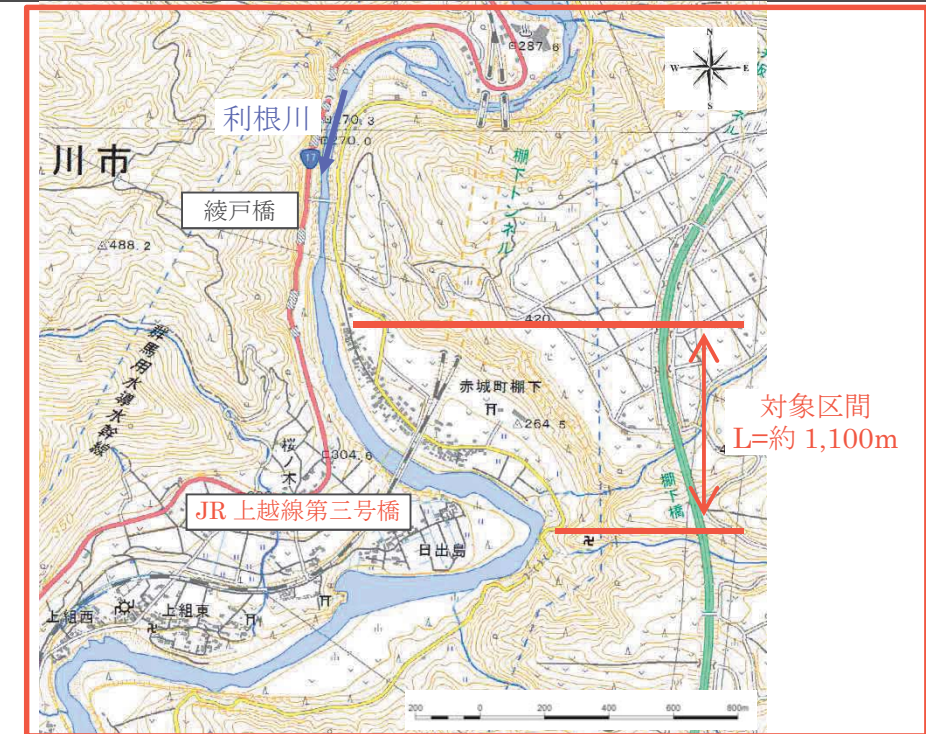 287.6
N
W
E
S
利根川
270.3
270.0
17
川市
綾戸橋
488.2
棚下トンネル
420
群馬用水導水幹線
赤城町棚下
264.5
対象区間
L=約 1,100m
桜ノ木
304.6
JR 上越線第三号橋
棚下橋
日出島
上組西
上組東
200
0
200
400
600
800m